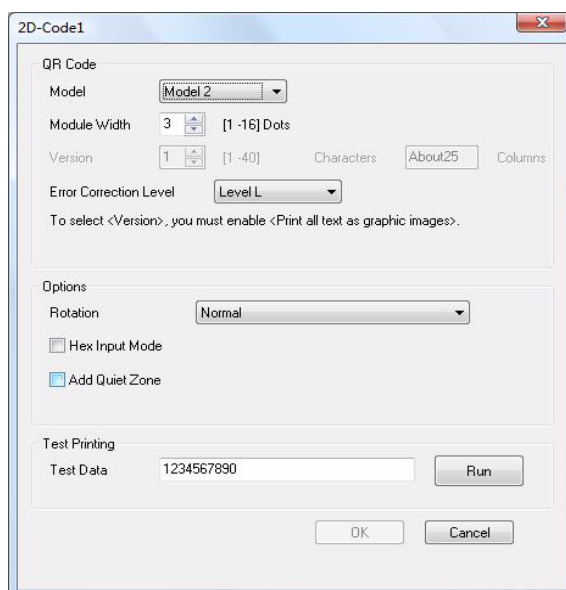 2D-Code1
QR Code
Model Model 2
Module Width 3 [1 -16] Dots
Version 1 [1 -40] Characters About25 Columns
Error Correction Level Level L
To select <Version>, you must enable <Print all text as graphic images>.
Options
Rotation Normal
Hex Input Mode
Add Quiet Zone
Test Printing
Test Data 1234567890 Run
OK Cancel